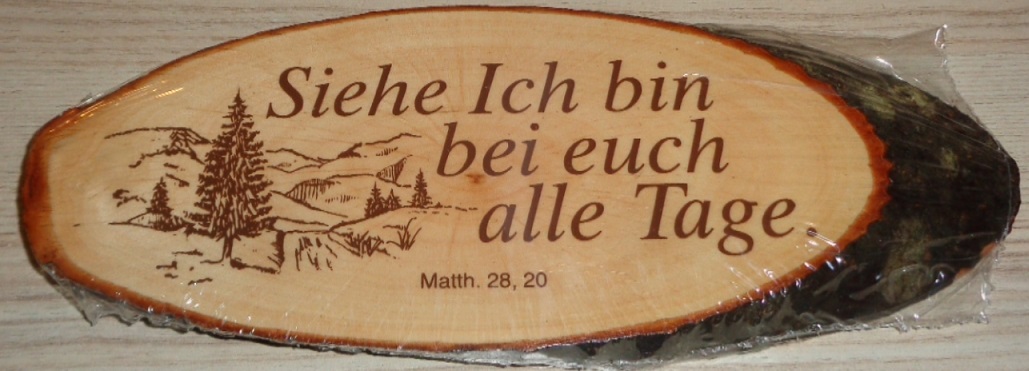 Siehe Ich bin
bei euch
alle Tage.
Matth. 28, 20